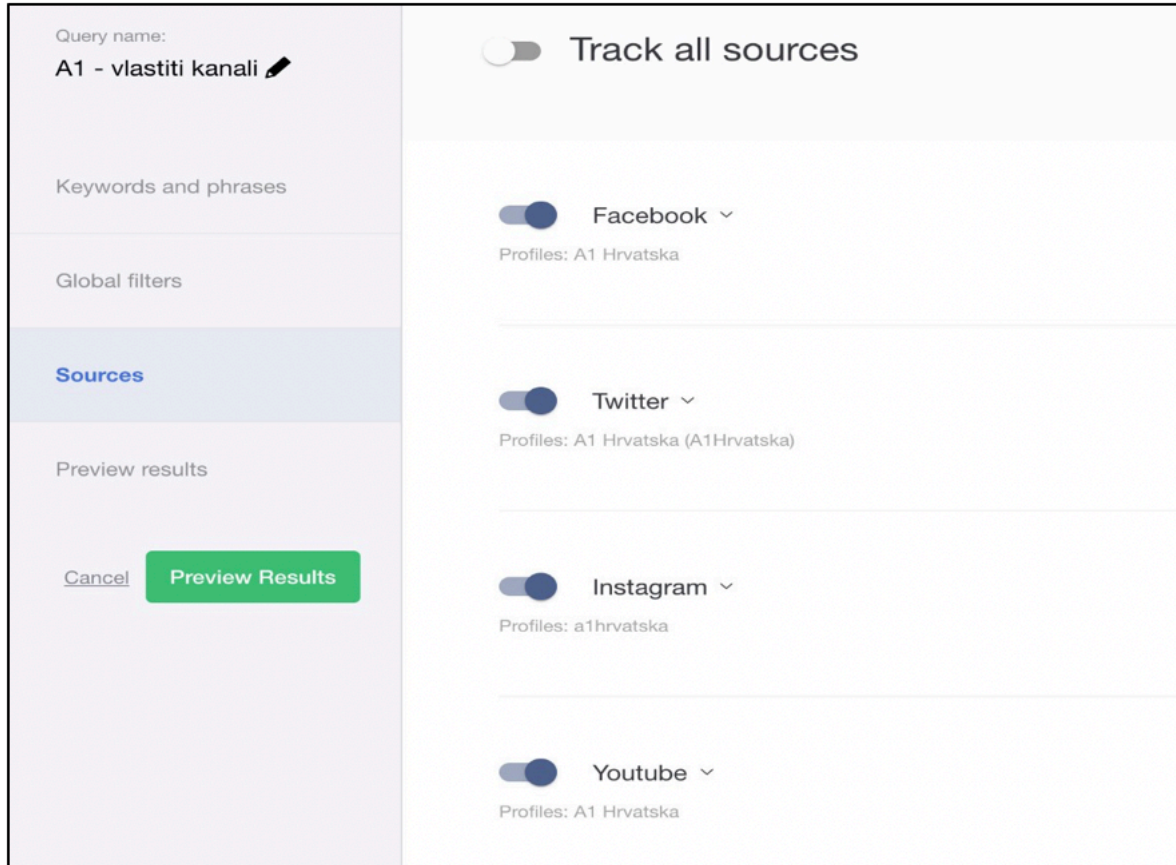 Query name:
A1 - vlastiti kanali
Keywords and phrases
Global filters
Sources
Preview results
Cancel
Preview Results
Track all sources
Facebook
Profiles: A1 Hrvatska
Twitter
Profiles: A1 Hrvatska (A1Hrvatska)
Instagram
Profiles: a1hrvatska
Youtube
Profiles: A1 Hrvatska